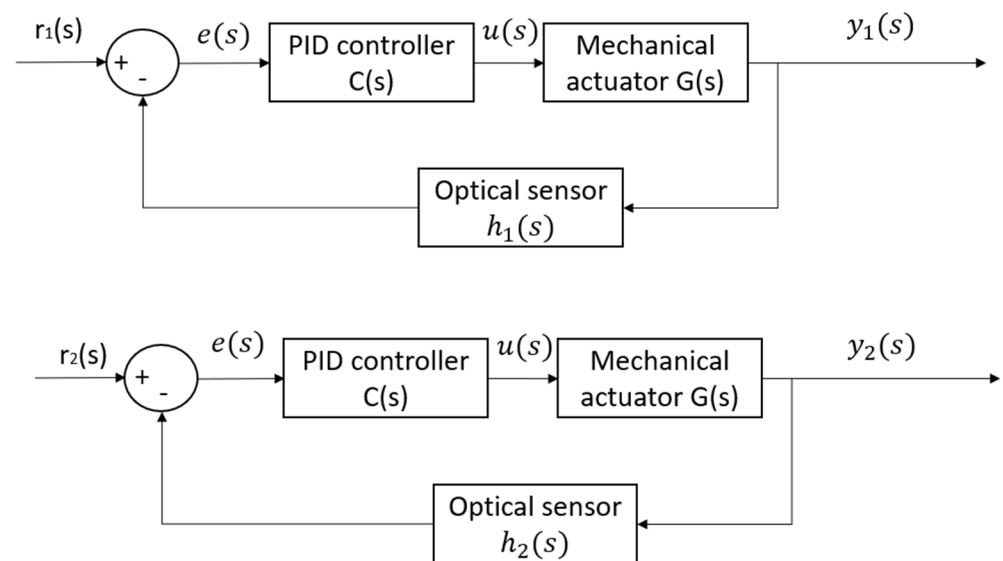 r₁(s) e(s) PID controller u(s) Mechanical y₁(s)
+ C(s) actuator G(s)
-
Optical sensor
h₁(s)
r₂(s) e(s) PID controller u(s) Mechanical y₂(s)
+ C(s) actuator G(s)
-
Optical sensor
h₂(s)